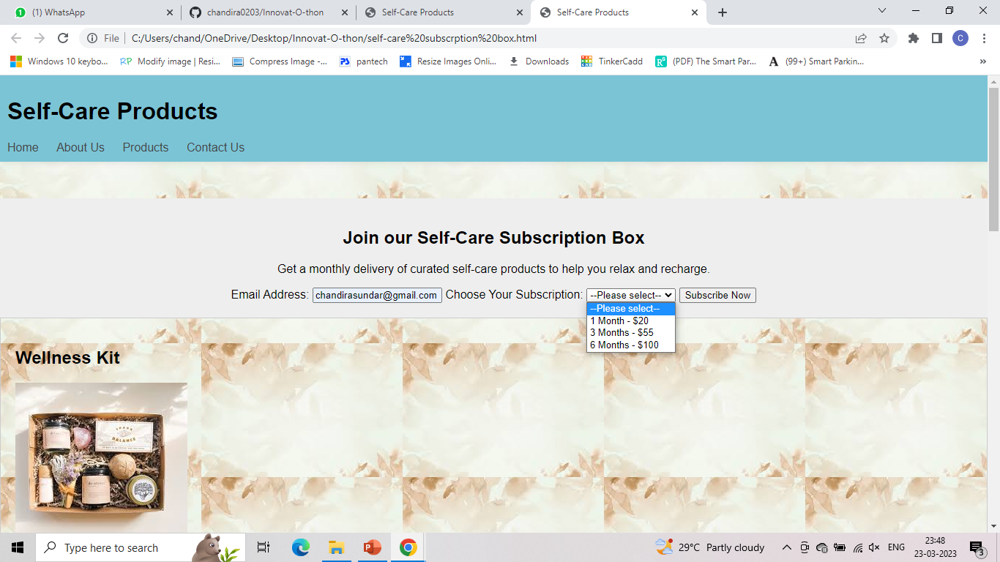 (1) WhatsApp
chandira0203/Innovat-O-thon
Self-Care Products
Self-Care Products
File
C:/Users/chand/OneDrive/Desktop/Innovat-O-thon/self-care%20subscrption%20box.html
C
Windows 10 keybo...
Modify image | Resi...
Compress Image -...
pantech
Resize Images Onli...
Downloads
TinkerCadd
(PDF) The Smart Par...
(99+) Smart Parkin...
»
Self-Care Products
Home About Us Products Contact Us
Join our Self-Care Subscription Box
Get a monthly delivery of curated self-care products to help you relax and recharge.
Email Address: chandirasundar@gmail.com Choose Your Subscription: --Please select-- Subscribe Now
--Please select--
1 Month - $20
3 Months - $55
6 Months - $100
Wellness Kit
BALANCE
Type here to search
29°C Partly cloudy
ENG
23:48
23-03-2023
3